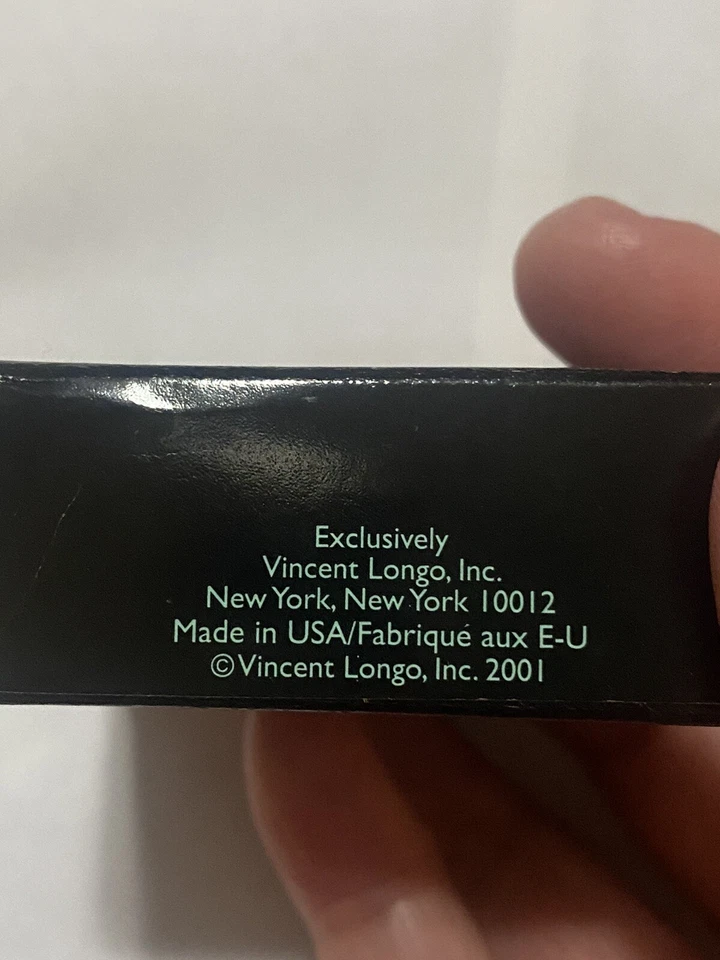 Exclusively
Vincent Longo, Inc.
New York, New York 10012
Made in USA/Fabriqué aux E-U
©Vincent Longo, Inc. 2001